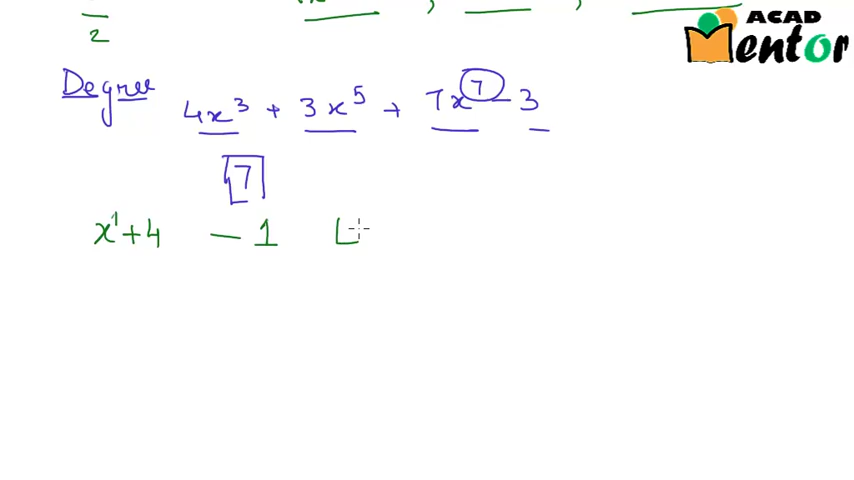 2
, ,
ACAD
Mentor
Degree 4x³ + 3x⁵ + 7x⁷ - 3
7
x¹+4 — 1